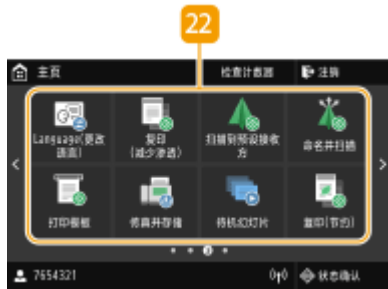 22
主页
检查计数器
注销
Language(更改
语言)
复印
(减少渗透)
扫描到预设接收
方
命名并扫描
打印模板
传真并存储
待机幻灯片
复印(节约)
7654321
状态确认